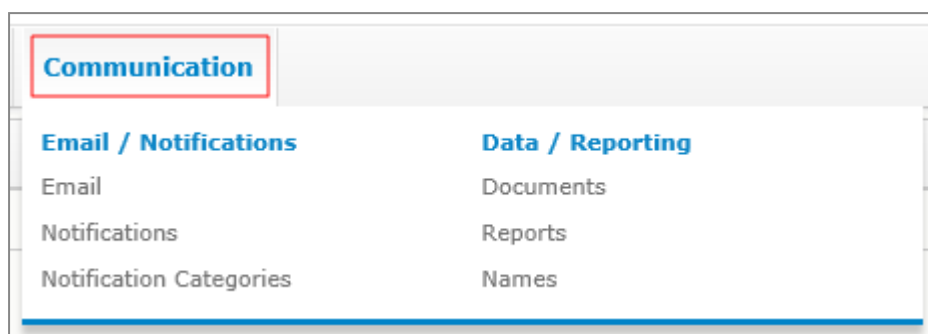 Communication
Email / Notifications
Email
Notifications
Notification Categories
Data / Reporting
Documents
Reports
Names